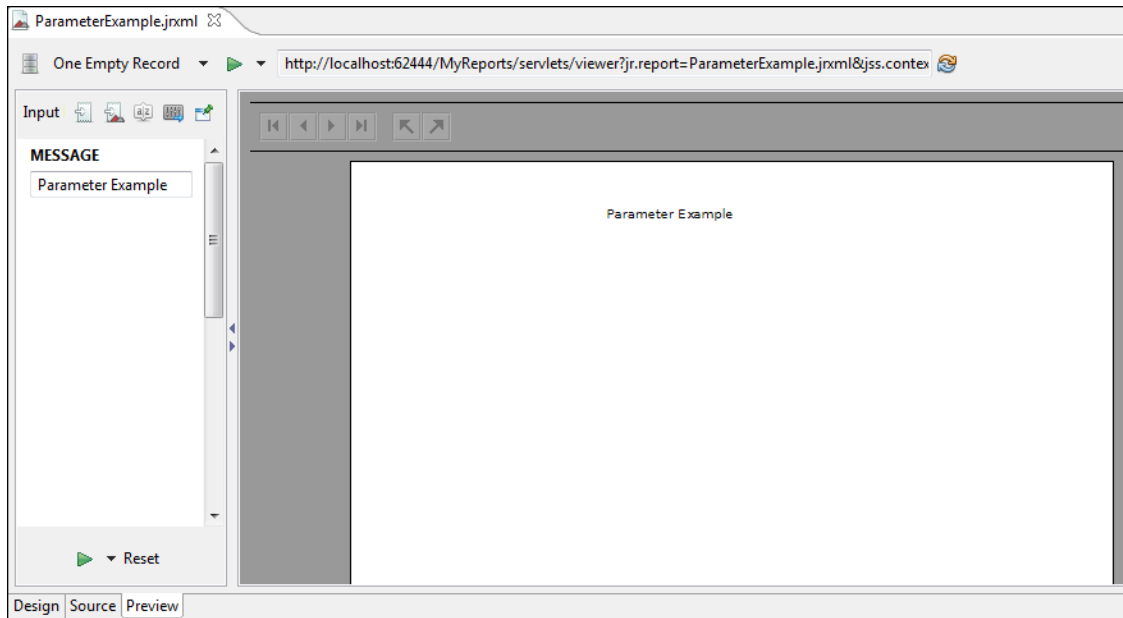 ParameterExample.jrxml
One Empty Record
http://localhost:62444/MyReports/servlets/viewer?jr.report=ParameterExample.jrxml&jss.contex
Input
MESSAGE
Parameter Example
Parameter Example
Reset
Design Source Preview